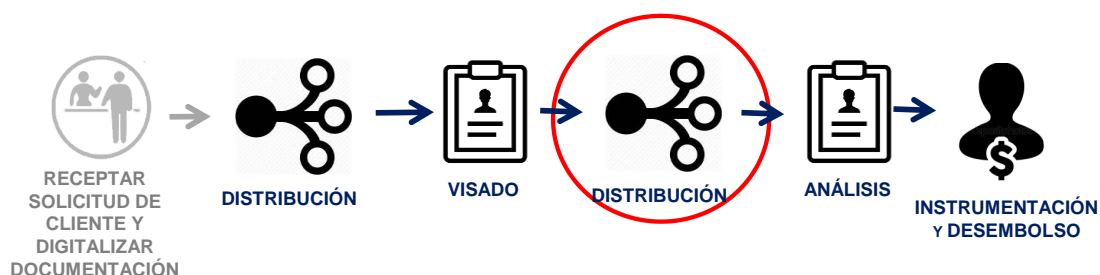 RECEPTAR
SOLICITUD DE
CLIENTE Y
DIGITALIZAR
DOCUMENTACIÓN
DISTRIBUCIÓN
VISADO
DISTRIBUCIÓN
ANÁLISIS
$
INSTRUMENTACIÓN
Y DESEMBOLSO